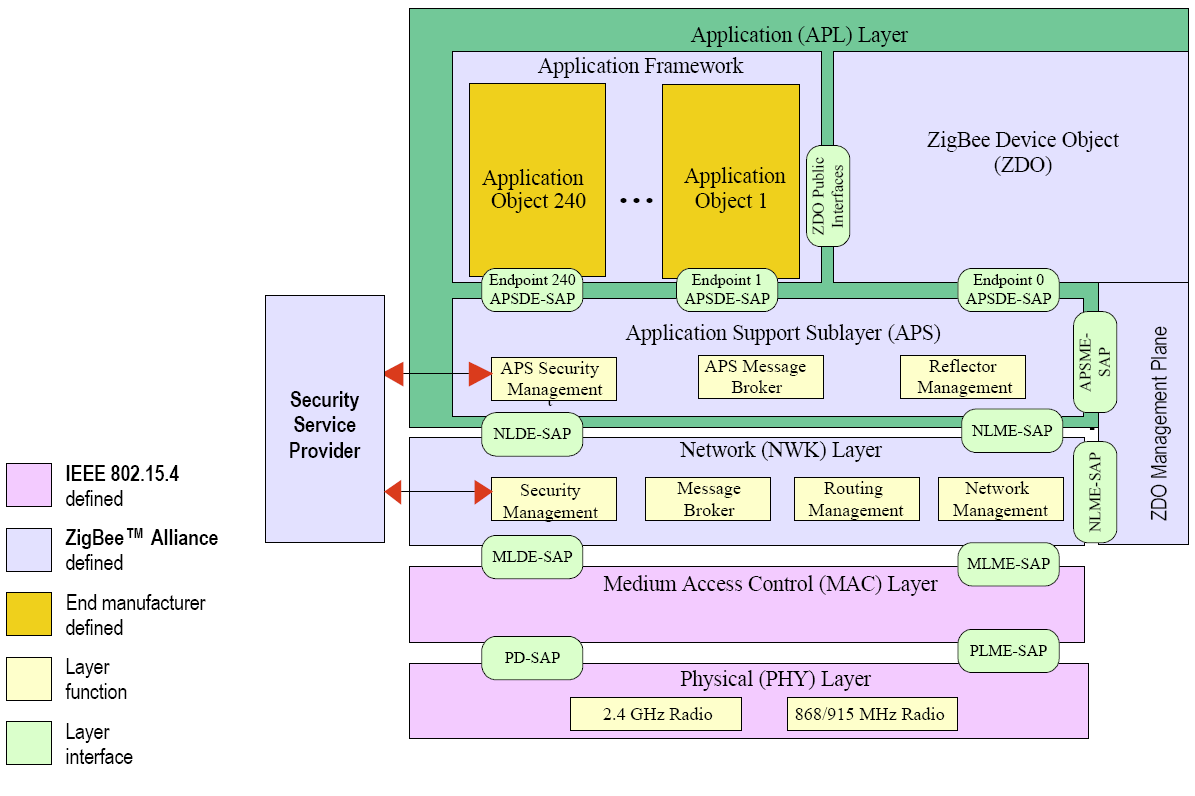 Application (APL) Layer
Application Framework
ZigBee Device Object
(ZDO)
Application
Object 240
...
Application
Object 1
ZDO Public
Interfaces
Endpoint 240
APSDE-SAP
Endpoint 1
APSDE-SAP
Endpoint 0
APSDE-SAP
Application Support Sublayer (APS)
APS Security
Management
APS Message
Broker
Reflector
Management
APSME-
SAP
ZDO Management Plane
Security
Service
Provider
NLDE-SAP
NLME-SAP
Network (NWK) Layer
Security
Management
Message
Broker
Routing
Management
Network
Management
NLME-SAP
MLDE-SAP
MLME-SAP
Medium Access Control (MAC) Layer
PD-SAP
PLME-SAP
Physical (PHY) Layer
2.4 GHz Radio
868/915 MHz Radio
IEEE 802.15.4
defined
ZigBee™ Alliance
defined
End manufacturer
defined
Layer
function
Layer
interface